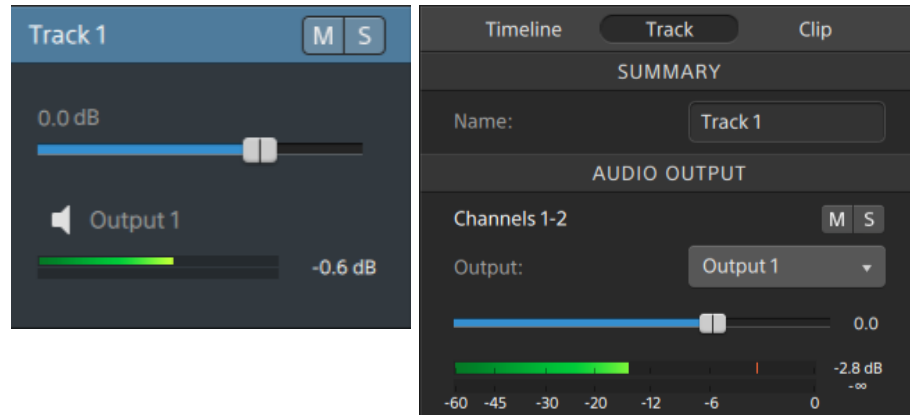 Track 1
M S
0.0 dB
Output 1
-0.6 dB
Timeline Track Clip
SUMMARY
Name: Track 1
AUDIO OUTPUT
Channels 1-2 M S
Output: Output 1
0.0
-2.8 dB
-∞
-60 -45 -30 -20 -12 -6 0